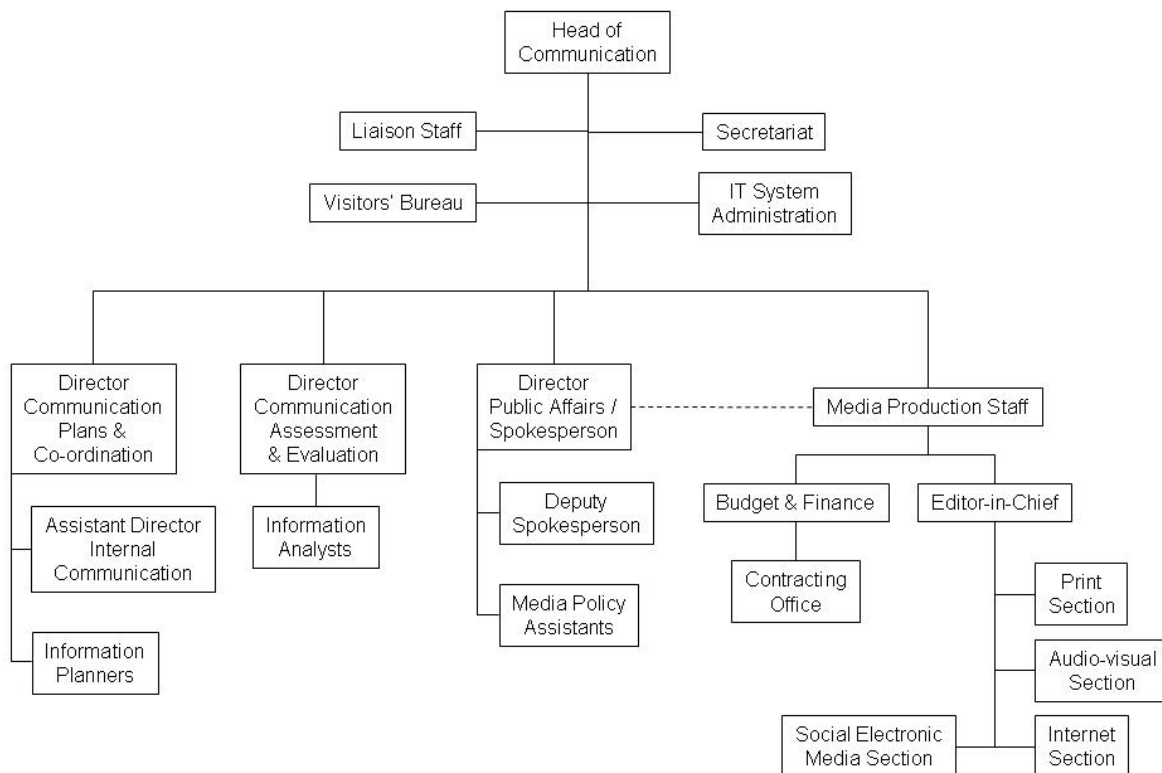 Head of
Communication
Liaison Staff
Secretariat
Visitors' Bureau
IT System
Administration
Director
Communication
Plans &
Co-ordination
Director
Communication
Assessment
& Evaluation
Director
Public Affairs /
Spokesperson
Media Production Staff
Assistant Director
Internal
Communication
Information
Planners
Information
Analysts
Deputy
Spokesperson
Media Policy
Assistants
Budget & Finance
Contracting
Office
Editor-in-Chief
Print
Section
Audio-visual
Section
Social Electronic
Media Section
Internet
Section